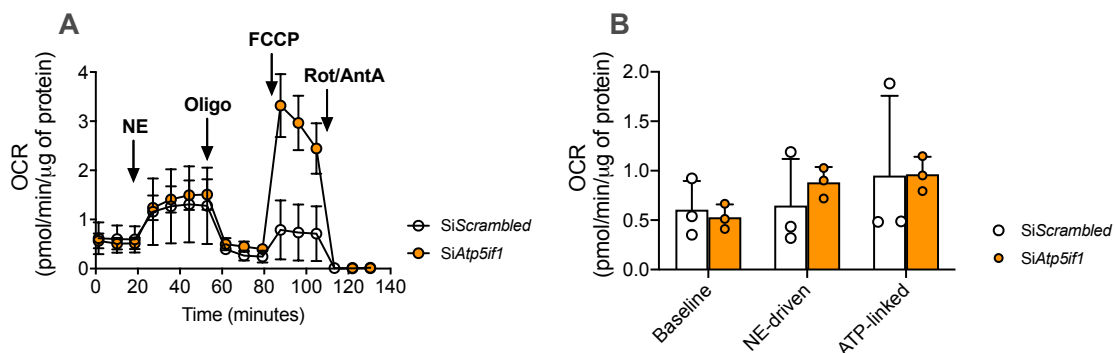 A
FCCP
Rot/AntA
NE
Oligo
4
3
2
1
0
OCR
(pmol/min/µg of protein)
0 20 40 60 80 100 120 140
Time (minutes)
SiScrambled
SiAtp5if1
B
2.0
1.5
1.0
0.5
0.0
OCR
(pmol/min/µg of protein)
Baseline
NE-driven
ATP-linked
SiScrambled
SiAtp5if1